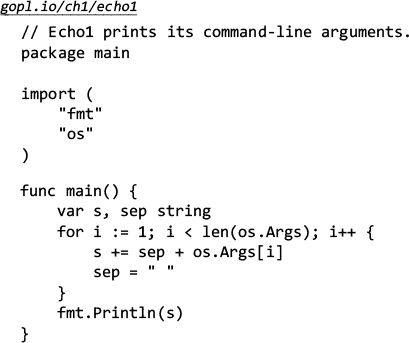 gopl.io/ch1/echo1
// Echo1 prints its command-line arguments.
package main

import (
    "fmt"
    "os"
)

func main() {
    var s, sep string
    for i := 1; i < len(os.Args); i++ {
        s += sep + os.Args[i]
        sep = " "
    }
    fmt.Println(s)
}